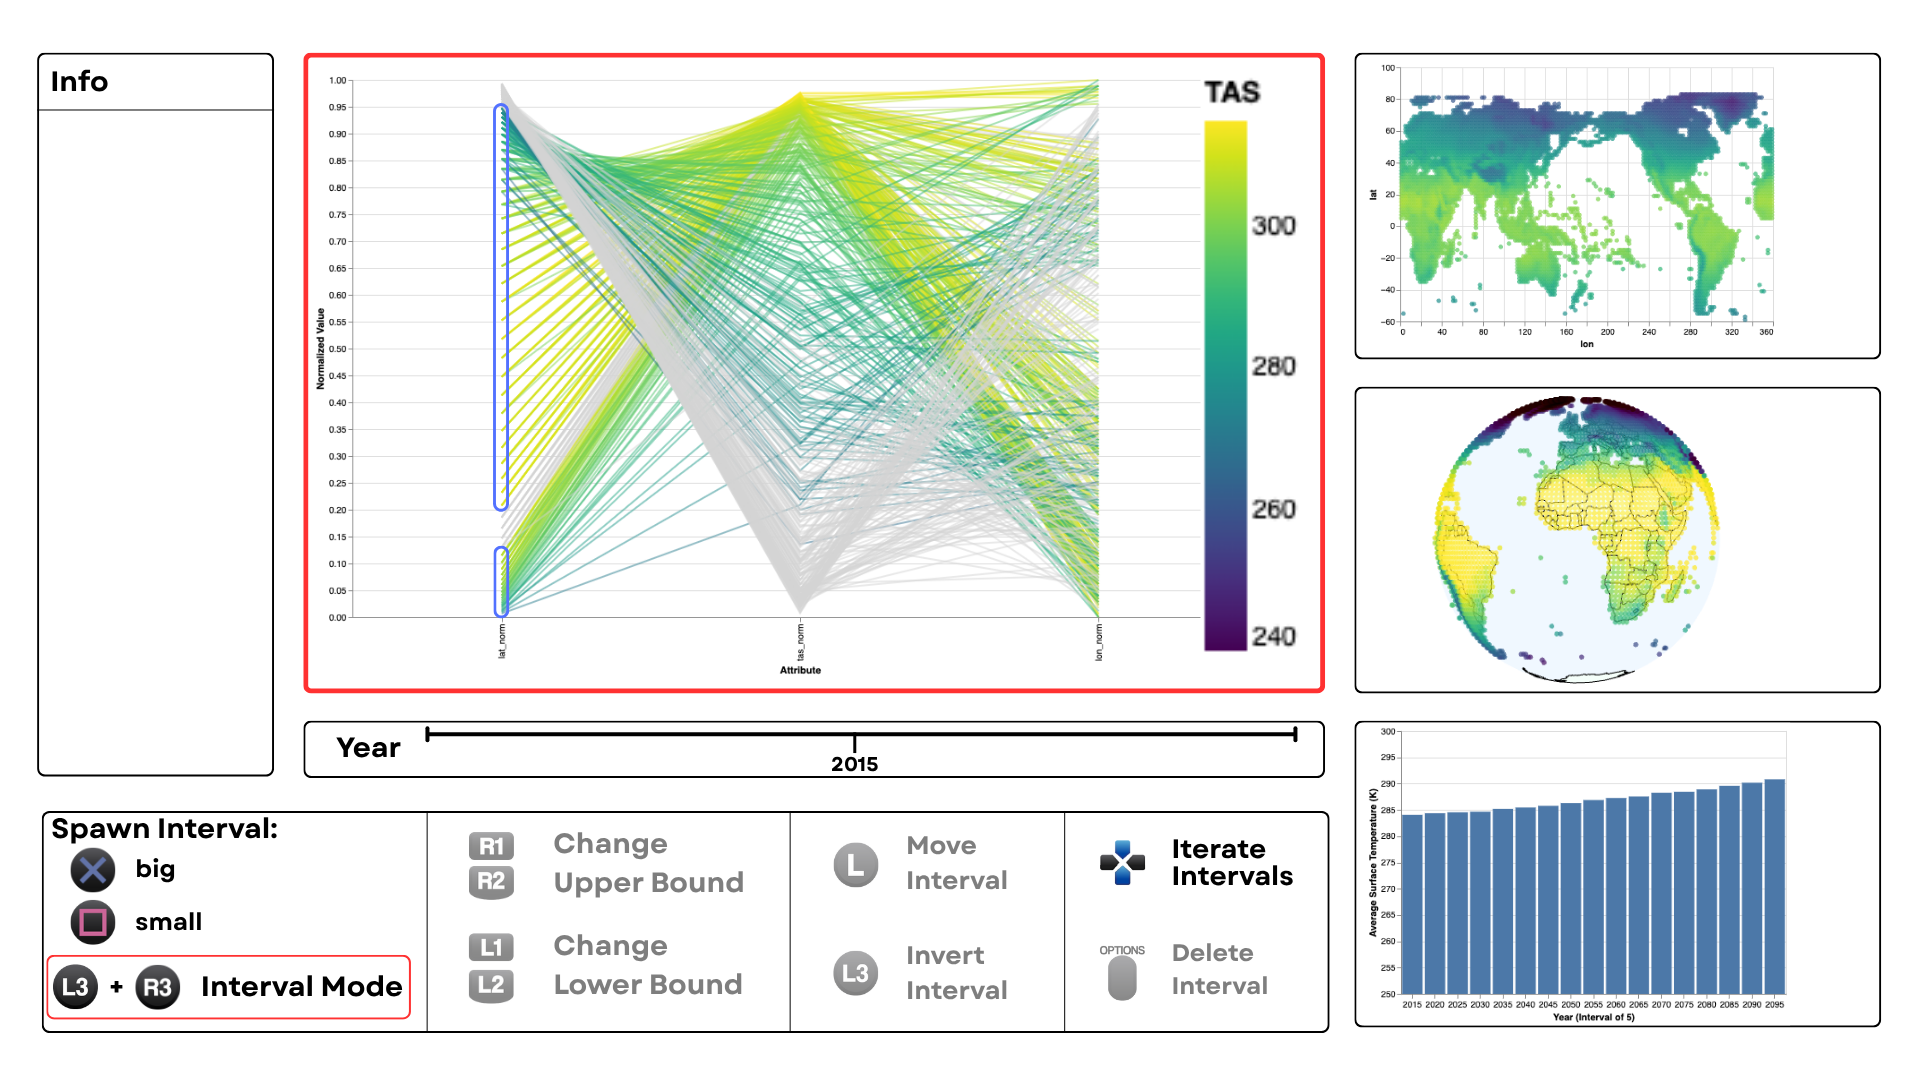 Info
1.00
0.95
0.90
0.85
0.80
0.75
0.70
0.65
0.60
0.55
0.50
0.45
0.40
0.35
0.30
0.25
0.20
0.15
0.10
0.05
0.00
Normalized Value
lat_norm
tas_norm
lon_norm
Attribute
TAS
300
280
260
240
100
80
60
40
20
0
−20
−40
−60
lat
0 40 80 120 160 200 240 280 320 360
lon
Year
2015
300
295
290
285
280
275
270
265
260
255
250
Average Surface Temperature (K)
2015 2020 2025 2030 2035 2040 2045 2050 2055 2060 2065 2070 2075 2080 2085 2090 2095
Year (Interval of 5)
Spawn Interval:
big
small
L3 + R3 Interval Mode
R1 Change
R2 Upper Bound
L1 Change
L2 Lower Bound
L Move
Interval
L3 Invert
Interval
Iterate
Intervals
OPTIONS
Delete
Interval